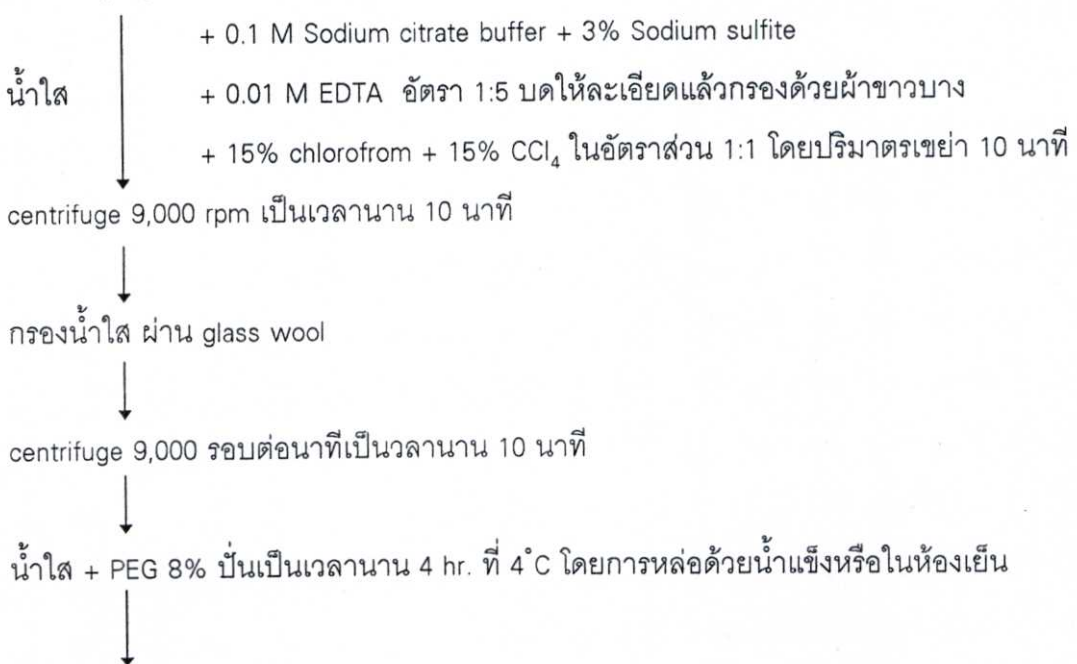 + 0.1 M Sodium citrate buffer + 3% Sodium sulfite
น้ำใส + 0.01 M EDTA อัตรา 1:5 บดให้ละเอียดแล้วกรองด้วยผ้าขาวบาง
+ 15% chlorofrom + 15% CCl₄ ในอัตราส่วน 1:1 โดยปริมาตรเขย่า 10 นาที
centrifuge 9,000 rpm เป็นเวลานาน 10 นาที
กรองน้ำใส ผ่าน glass wool
centrifuge 9,000 รอบต่อนาทีเป็นวลานาน 10 นาที
น้ำใส + PEG 8% ปั่นเป็นเวลานาน 4 hr. ที่ 4°C โดยการหล่อด้วยน้ำแข็งหรือในห้องเย็น